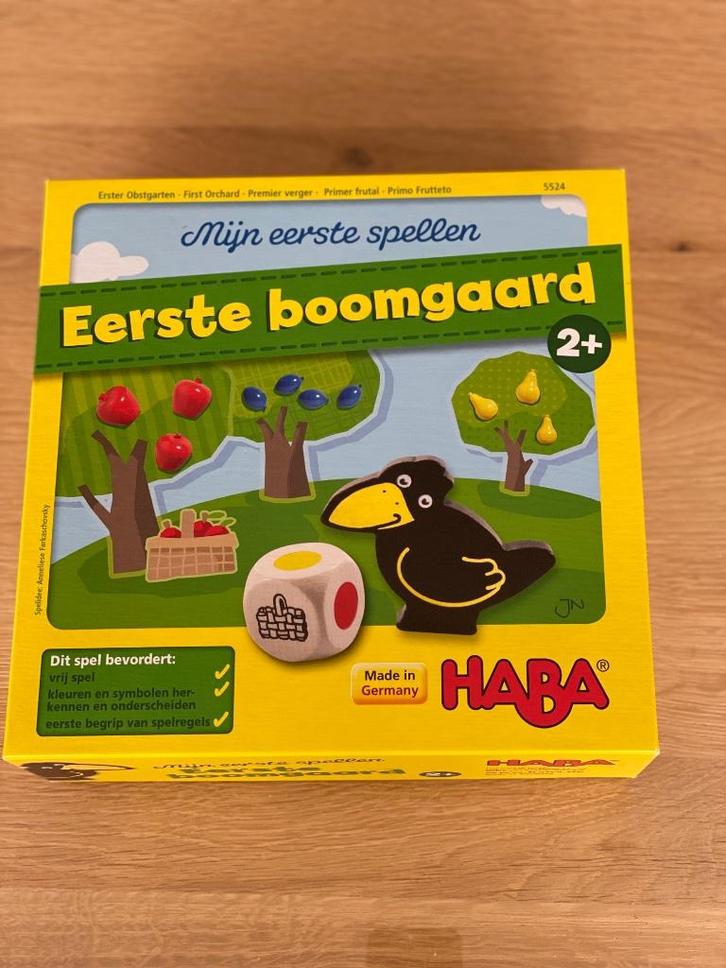 Erster Obstgarten · First Orchard · Premier verger · Primer frutal · Primo Frutteto
5524
Mijn eerste spellen
Eerste boomgaard
2+
Spelidee: Anneliese Farkaschovsky
JN
Dit spel bevordert:
vrij spel
kleuren en symbolen her-
kennen en onderscheiden
eerste begrip van spelregels
Made in
Germany
HABA®
Mijn eerste spellen
Eerste
boomgaard
2+
HABA